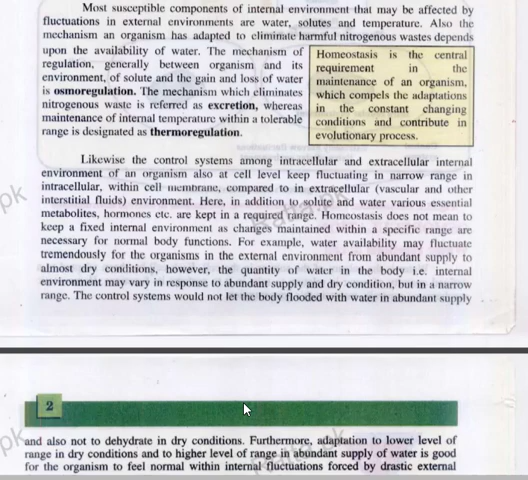 Most susceptible components of internal environment that may be affected by
fluctuations in external environments are water, solutes and temperature. Also the
mechanism an organism has adapted to eliminate harmful nitrogenous wastes depends
upon the availability of water. The mechanism of
regulation, generally between organism and its
environment, of solute and the gain and loss of water
is osmoregulation. The mechanism which eliminates
nitrogenous waste is referred as excretion, whereas
maintenance of internal temperature within a tolerable
range is designated as thermoregulation.
Homeostasis is the central
requirement in the
maintenance of an organism,
which compels the adaptations
in the constant changing
conditions and contribute in
evolutionary process.
Likewise the control systems among intracellular and extracellular internal
environment of an organism also at cell level keep fluctuating in narrow range in
intracellular, within cell membrane, compared to in extracellular (vascular and other
interstitial fluids) environment. Here, in addition to solute and water various essential
metabolites, hormones etc. are kept in a required range. Homeostasis does not mean to
keep a fixed internal environment as changes maintained within a specific range are
necessary for normal body functions. For example, water availability may fluctuate
tremendously for the organisms in the external environment from abundant supply to
almost dry conditions, however, the quantity of water in the body i.e. internal
environment may vary in response to abundant supply and dry condition, but in a narrow
range. The control systems would not let the body flooded with water in abundant supply
2
and also not to dehydrate in dry conditions. Furthermore, adaptation to lower level of
range in dry conditions and to higher level of range in abundant supply of water is good
for the organism to feel normal within internal fluctuations forced by drastic external